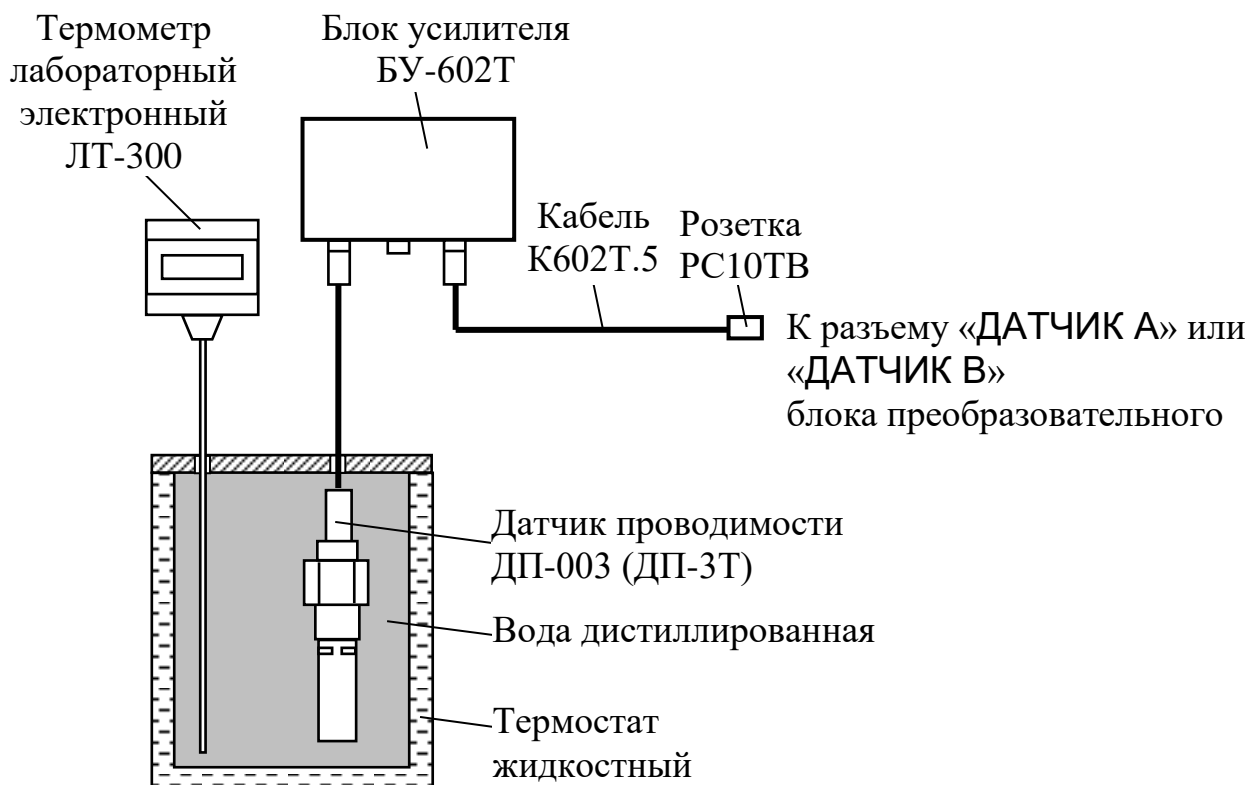 Термометр
лабораторный
электронный
ЛТ-300
Блок усилителя
БУ-602Т
Кабель
К602Т.5
Розетка
РС10ТВ
К разъему «ДАТЧИК А» или
«ДАТЧИК В»
блока преобразовательного
Датчик проводимости
ДП-003 (ДП-3Т)
Вода дистиллированная
Термостат
жидкостный